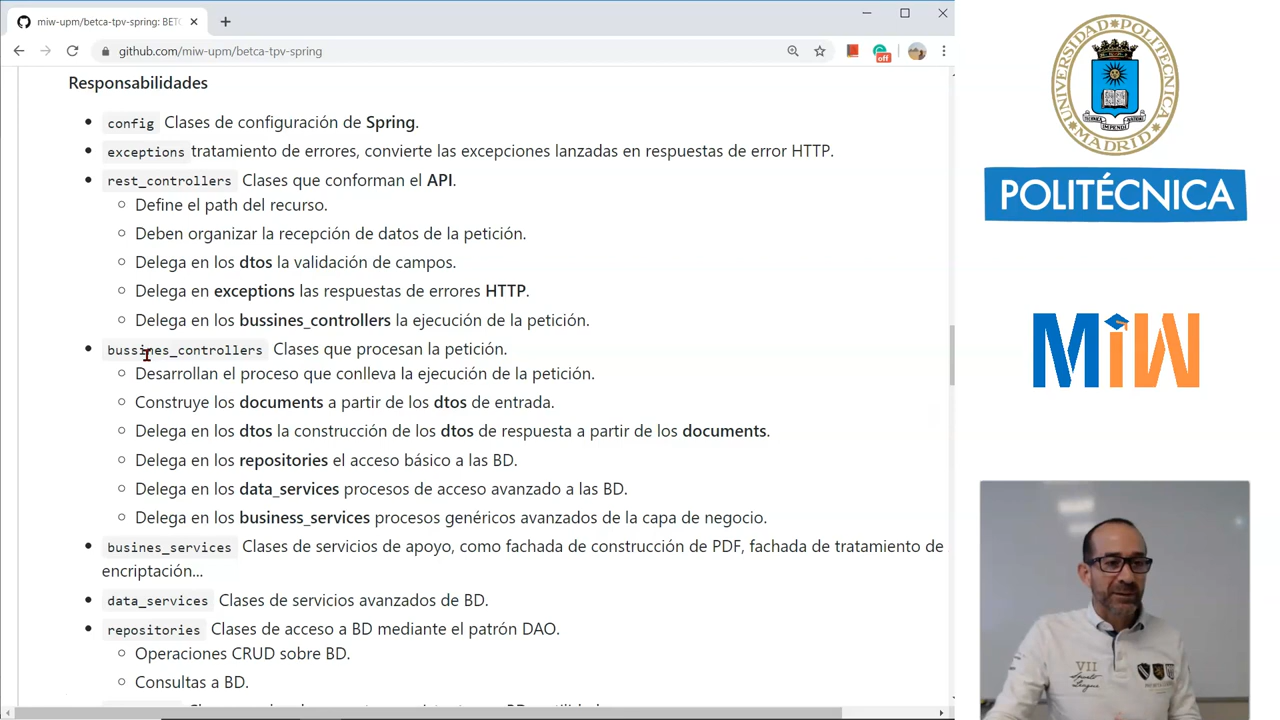 miw-upm/betca-tpv-spring: BETC
github.com/miw-upm/betca-tpv-spring
off
Responsabilidades
config Clases de configuración de Spring.
exceptions tratamiento de errores, convierte las excepciones lanzadas en respuestas de error HTTP.
rest_controllers Clases que conforman el API.
Define el path del recurso.
Deben organizar la recepción de datos de la petición.
Delega en los dtos la validación de campos.
Delega en exceptions las respuestas de errores HTTP.
Delega en los bussines_controllers la ejecución de la petición.
bussines_controllers Clases que procesan la petición.
Desarrollan el proceso que conlleva la ejecución de la petición.
Construye los documents a partir de los dtos de entrada.
Delega en los dtos la construcción de los dtos de respuesta a partir de los documents.
Delega en los repositories el acceso básico a las BD.
Delega en los data_services procesos de acceso avanzado a las BD.
Delega en los business_services procesos genéricos avanzados de la capa de negocio.
busines_services Clases de servicios de apoyo, como fachada de construcción de PDF, fachada de tratamiento de
encriptación...
data_services Clases de servicios avanzados de BD.
repositories Clases de acceso a BD mediante el patrón DAO.
Operaciones CRUD sobre BD.
Consultas a BD.
UNIVERSIDAD POLITÉCNICA
DE MADRID
POLITÉCNICA
MiW
VII